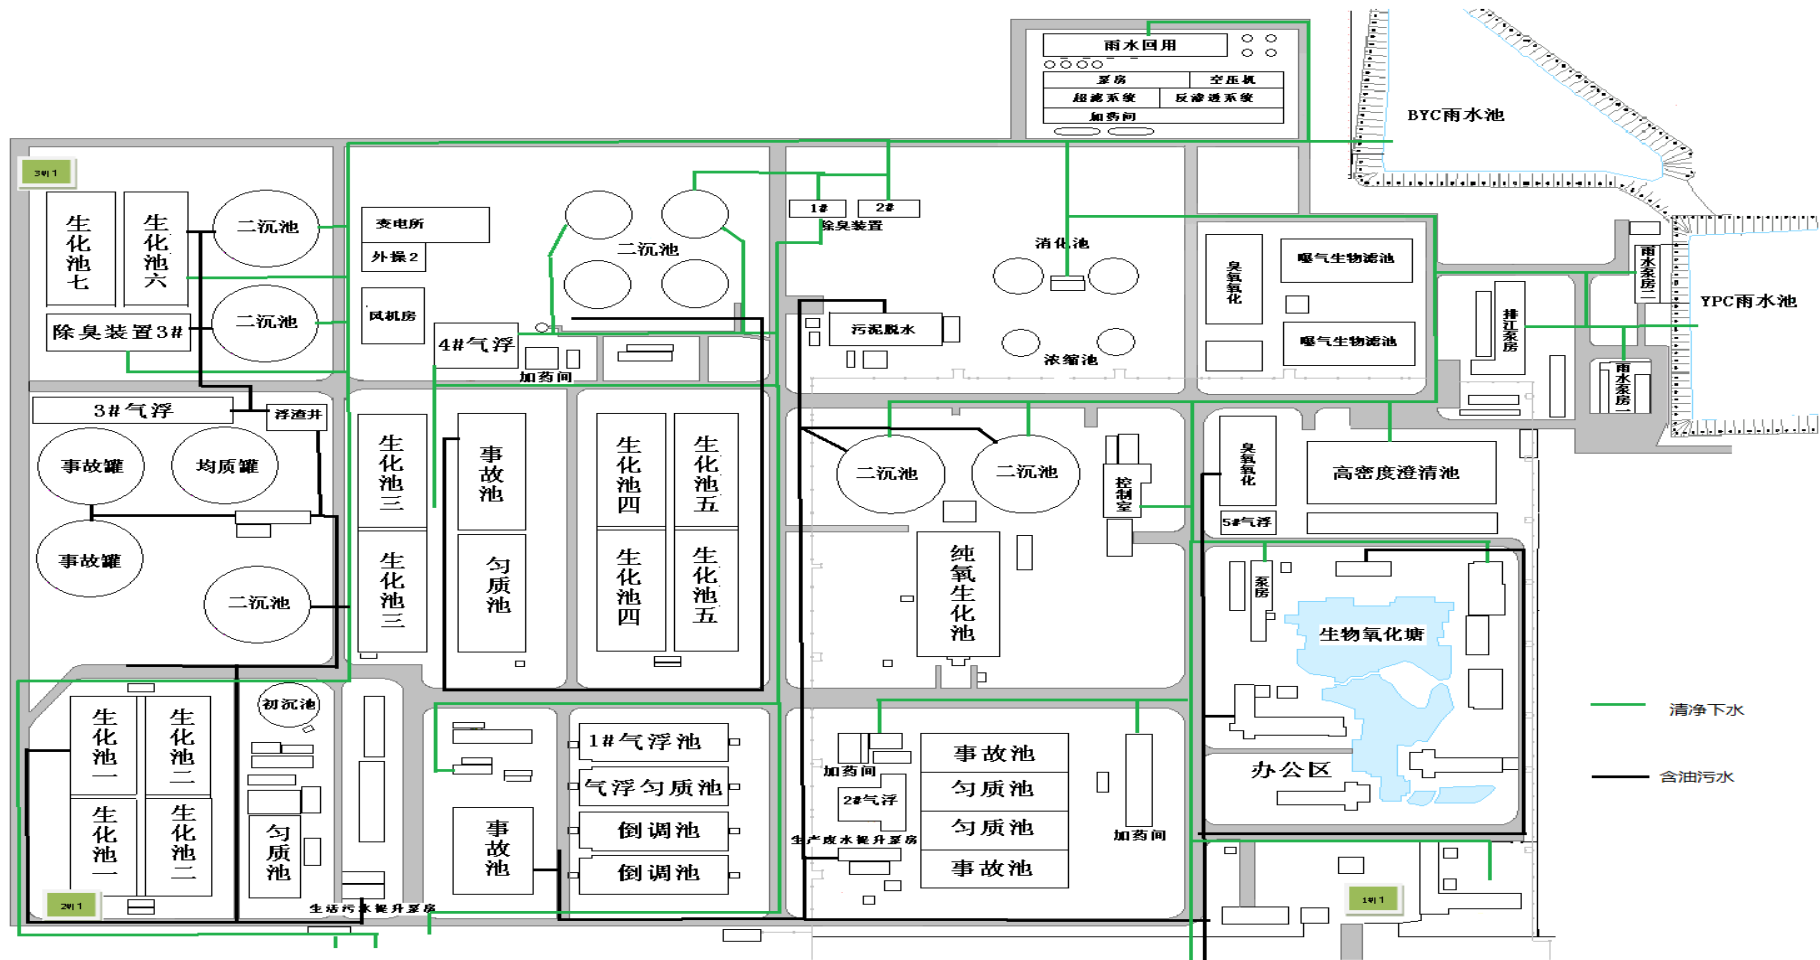 雨水回用
泵房
空压机
超滤系统
反渗透系统
加药间
BYC雨水池
3#门
生化池七
生化池六
二沉池
变电所
外操2
二沉池
1#
2#
除臭装置
消化池
臭氧氧化
曝气生物滤池
雨水泵房二
YPC雨水池
除臭装置3#
二沉池
风机房
4#气浮
加药间
污泥脱水
浓缩池
曝气生物滤池
排江泵房
雨水泵房一
3#气浮
浮渣井
事故罐
均质罐
事故罐
二沉池
生化池三
生化池三
事故池
匀质池
生化池四
生化池五
生化池四
生化池五
二沉池
二沉池
控制室
纯氧生化池
臭氧氧化
5#气浮
高密度澄清池
泵房
生物氧化塘
办公区
清净下水
含油污水
生化池一
生化池二
生化池一
生化池二
初沉池
匀质池
2#门
生活污水提升泵房
事故池
1#气浮池
气浮匀质池
倒调池
倒调池
加药间
2#气浮
生产废水提升泵房
事故池
匀质池
匀质池
事故池
加药间
1#门